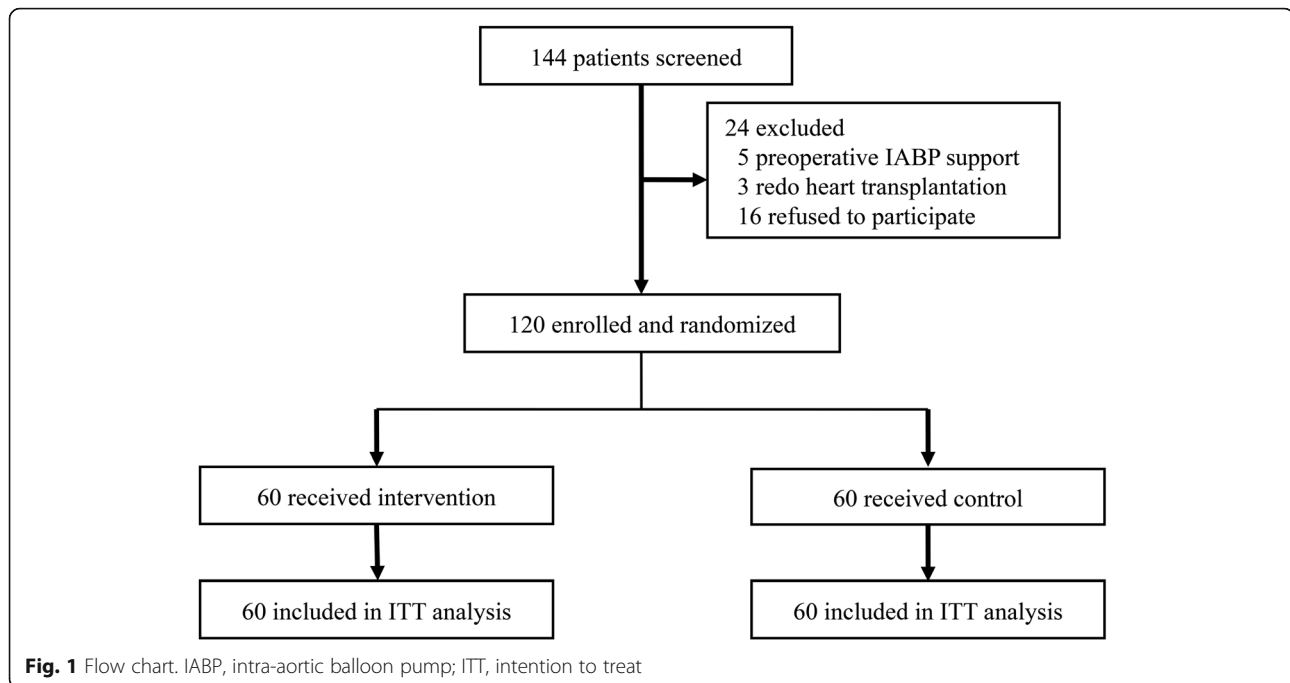 144 patients screened
24 excluded
5 preoperative IABP support
3 redo heart transplantation
16 refused to participate
120 enrolled and randomized
60 received intervention
60 received control
60 included in ITT analysis
60 included in ITT analysis
Fig. 1 Flow chart. IABP, intra-aortic balloon pump; ITT, intention to treat